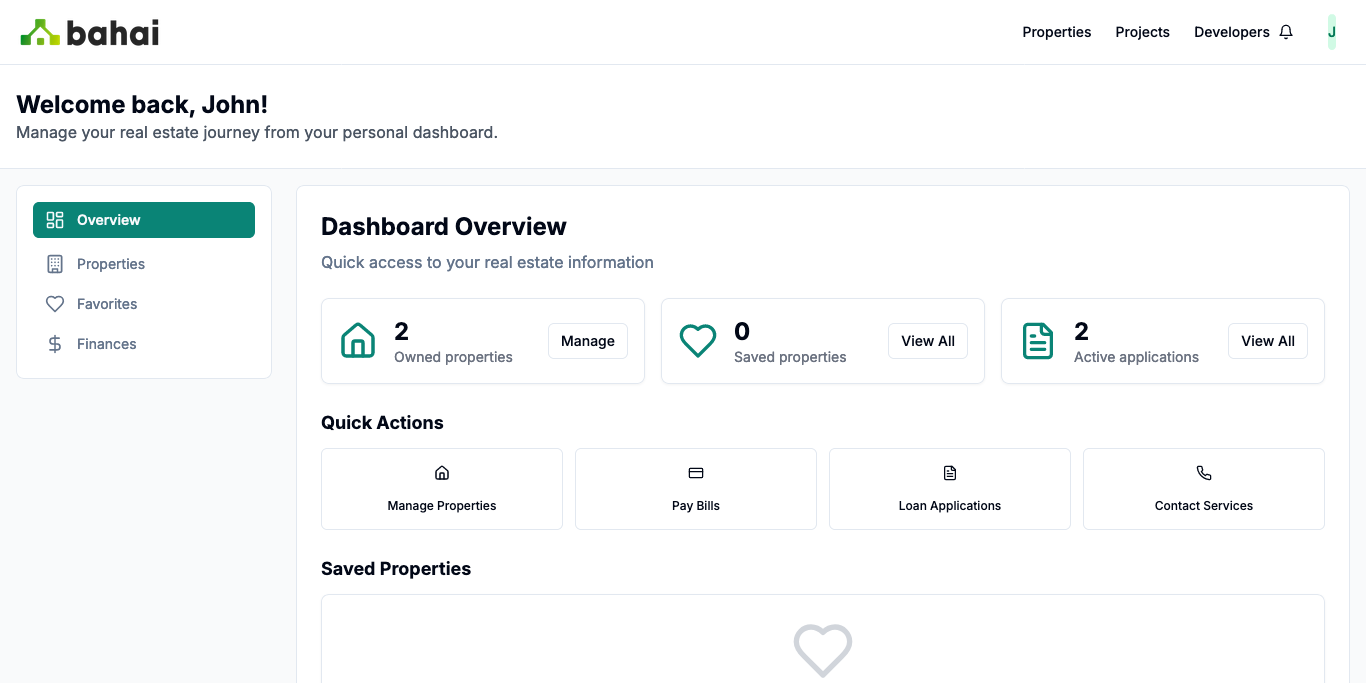 bahai
Properties
Projects
Developers
J
Welcome back, John!
Manage your real estate journey from your personal dashboard.
Overview
Properties
Favorites
Finances
Dashboard Overview
Quick access to your real estate information
2
Owned properties
Manage
0
Saved properties
View All
2
Active applications
View All
Quick Actions
Manage Properties
Pay Bills
Loan Applications
Contact Services
Saved Properties